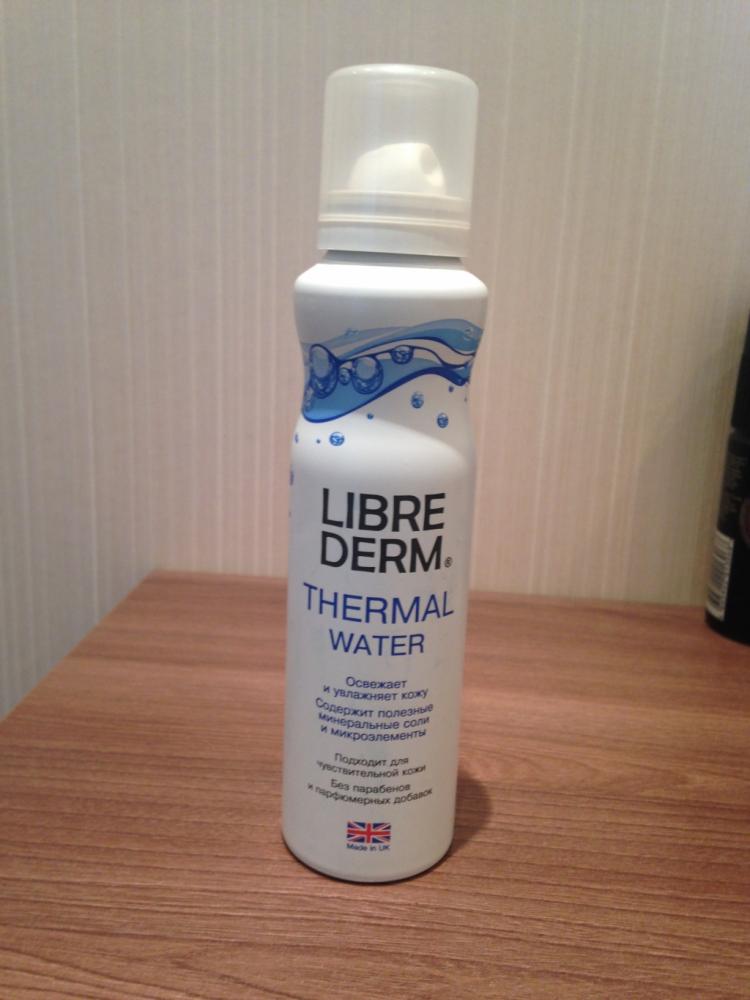 LIBRE
DERM®
THERMAL
WATER
Освежает
и увлажняет кожу
Содержит полезные
минеральные соли
и микроэлементы
Подходит для
чувствительной кожи
Без парабенов
и парфюмерных добавок
Made in UK